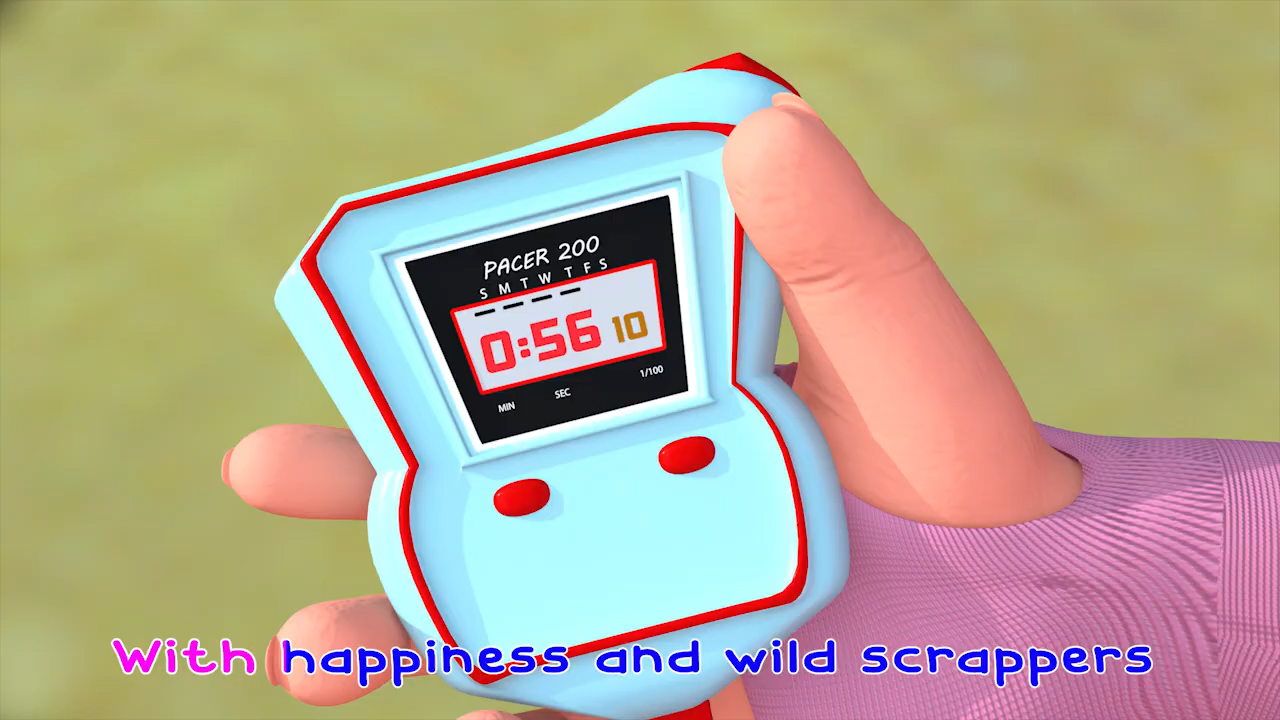 PACER 200
S M T W T F S
0:56 10
MIN SEC 1/100
With happiness and wild scrappers